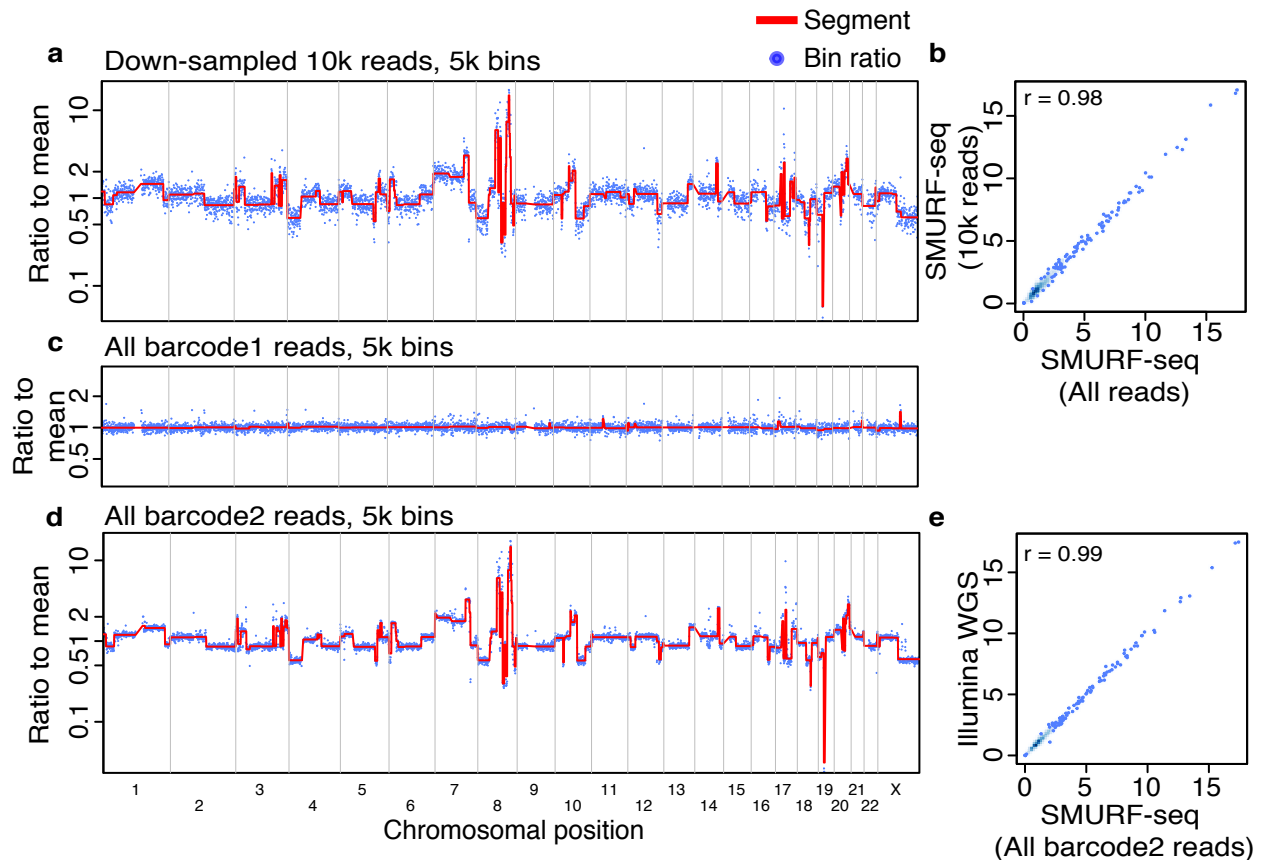 Segment
Bin ratio
a
Down-sampled 10k reads, 5k bins
Ratio to mean
10
2
1
0.5
0.1
b
r = 0.98
SMURF-seq
(10k reads)
15
10
5
0
0
5
10
15
SMURF-seq
(All reads)
c
All barcode1 reads, 5k bins
Ratio to
mean
2
1
0.5
d
All barcode2 reads, 5k bins
Ratio to mean
10
2
1
0.5
0.1
1
2
3
4
5
6
7
8
9
10
11
12
13
14
15
16
17
18
19
20
21
22
X
Chromosomal position
e
r = 0.99
Illumina WGS
15
10
5
0
0
5
10
15
SMURF-seq
(All barcode2 reads)